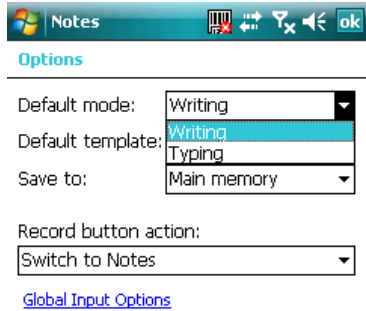 Notes
ok
Options
Default mode: Writing
Writing
Default template:
Typing
Save to: Main memory
Record button action:
Switch to Notes
Global Input Options